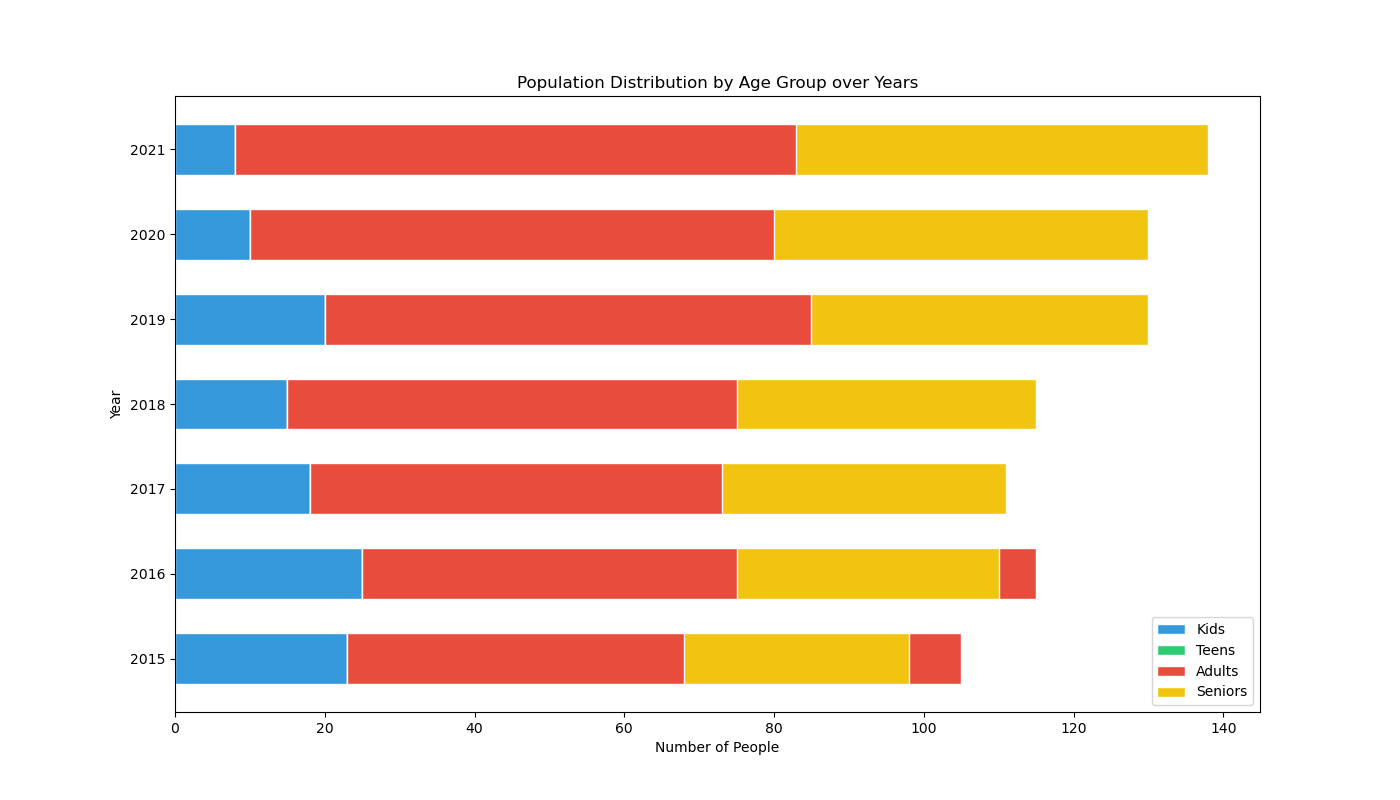 Population Distribution by Age Group over Years
2021
2020
2019
2018
2017
2016
2015
Year
0 20 40 60 80 100 120 140
Number of People
Kids
Teens
Adults
Seniors